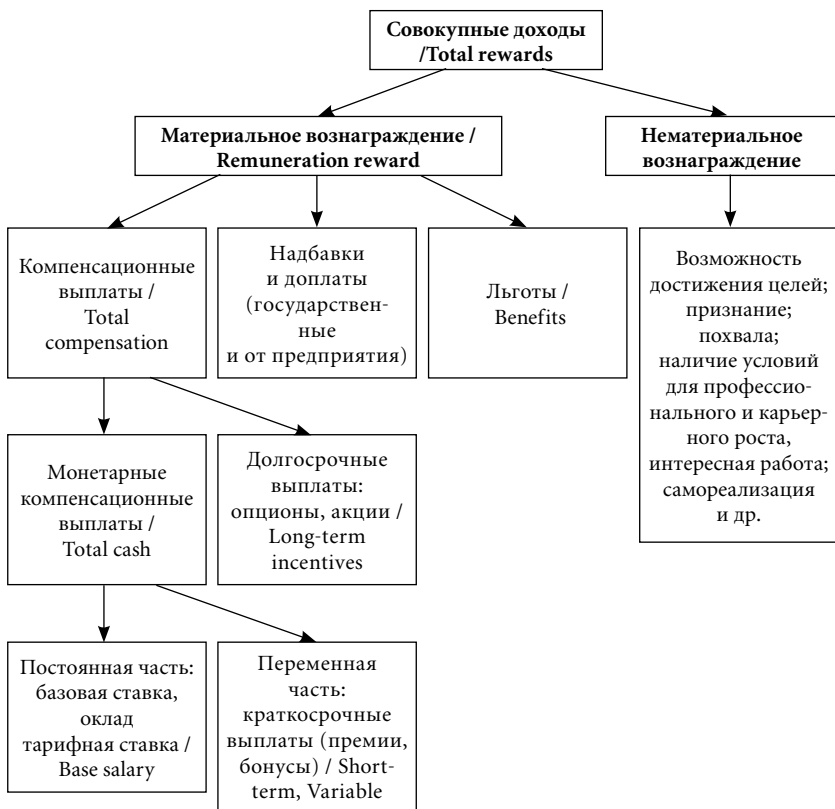 Совокупные доходы
/Total rewards
Материальное вознаграждение /
Remuneration reward
Нематериальное
вознаграждение
Компенсационные
выплаты /
Total
compensation
Надбавки
и доплаты
(государствен-
ные
и от предприятия)
Льготы /
Benefits
Возможность
достижения целей;
признание;
похвала;
наличие условий
для профессио-
нального и карьер-
ного роста,
интересная работа;
самореализация
и др.
Монетарные
компенсационные
выплаты /
Total cash
Долгосрочные
выплаты:
опционы, акции /
Long-term
incentives
Постоянная часть:
базовая ставка,
оклад
тарифная ставка /
Base salary
Переменная
часть:
краткосрочные
выплаты (премии,
бонусы) / Short-
term, Variable